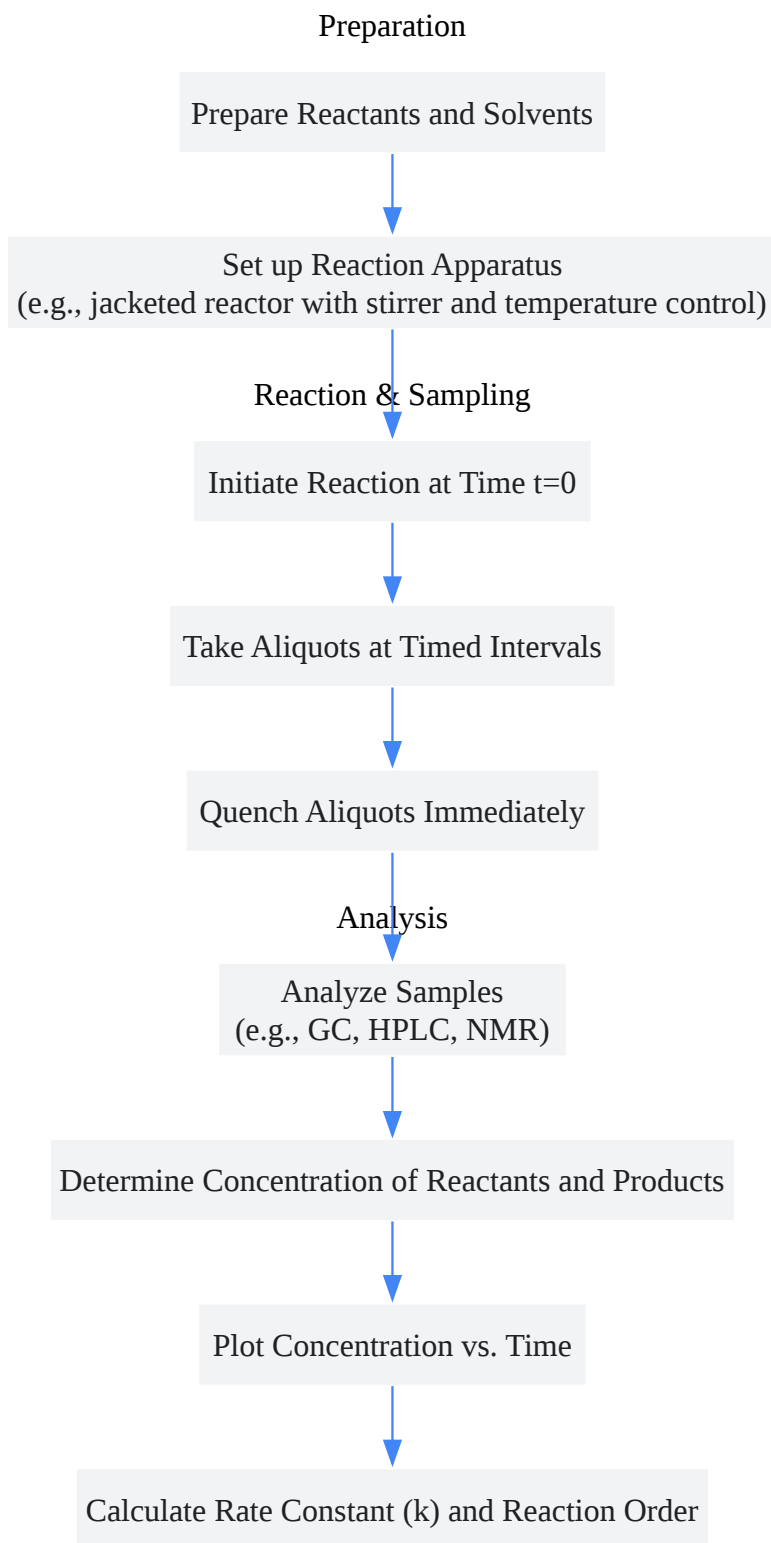 Preparation
Prepare Reactants and Solvents
Set up Reaction Apparatus
(e.g., jacketed reactor with stirrer and temperature control)
Reaction & Sampling
Initiate Reaction at Time t=0
Take Aliquots at Timed Intervals
Quench Aliquots Immediately
Analysis
Analyze Samples
(e.g., GC, HPLC, NMR)
Determine Concentration of Reactants and Products
Plot Concentration vs. Time
Calculate Rate Constant (k) and Reaction Order